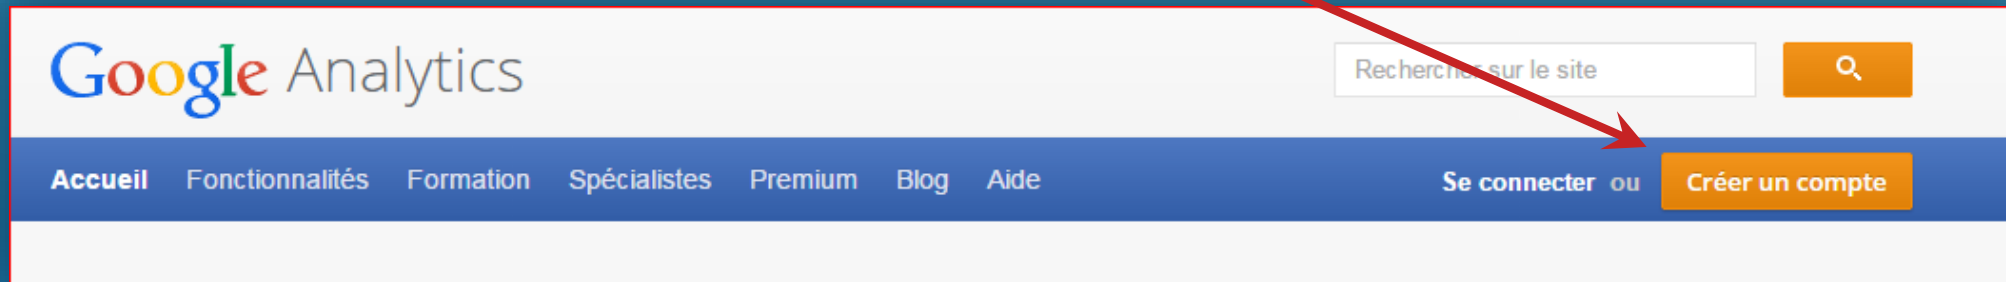 Google Analytics
Rechercher sur le site
Accueil Fonctionnalités Formation Spécialistes Premium Blog Aide Se connecter ou Créer un compte